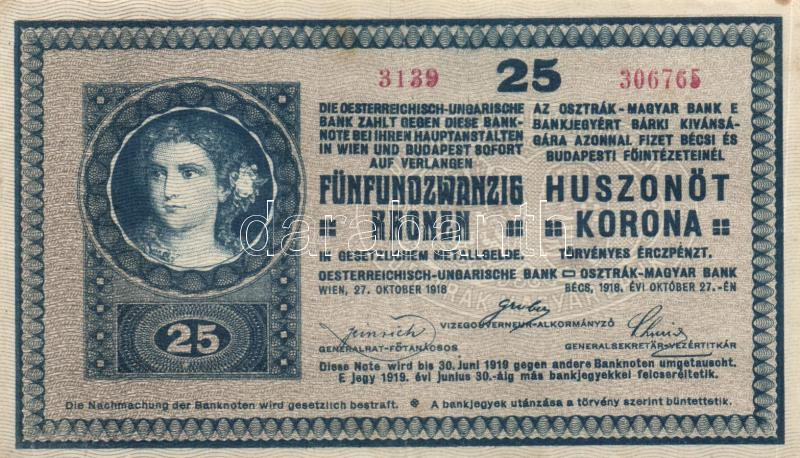 3139 25 306765
DIE OESTERREICHISCH-UNGARISCHE
BANK ZAHLT GEGEN DIESE BANK-
NOTE BEI IHREN HAUPTANSTALTEN
IN WIEN UND BUDAPEST SOFORT
AUF VERLANGEN
FÜNFUNDZWANZIG
KRONEN
IN GESETZLICHEM METALLGELDE.
AZ OSZTRÁK-MAGYAR BANK E
BANKJEGYÉRT BÁRKI KIVÁNSÁ-
GÁRA AZONNAL FIZET BÉCSI ÉS
BUDAPESTI FŐINTÉZETEINÉL
HUSZONÖT
KORONA
TÖRVÉNYES ÉRCZPÉNZT.
OESTERREICHISCH-UNGARISCHE BANK OSZTRÁK-MAGYAR BANK
WIEN, 27. OKTOBER 1918 BÉCS, 1918. ÉVI OKTÓBER 27.-ÉN
Gruber
VIZEGOUVERNEUR-ALKORMÁNYZÓ
GENERALRAT-FŐTANÁCSOS
GENERALSEKRETÄR-VEZÉRTITKÁR
Diese Note wird bis 30. Juni 1919 gegen andere Banknoten umgetauscht.
E jegy 1919. évi junius 30.-áig más bankjegyekkel felcseréltetik.
25
Die Nachmachung der Banknoten wird gesetzlich bestraft. A bankjegyek utánzása a törvény szerint büntettetik.
darabanth